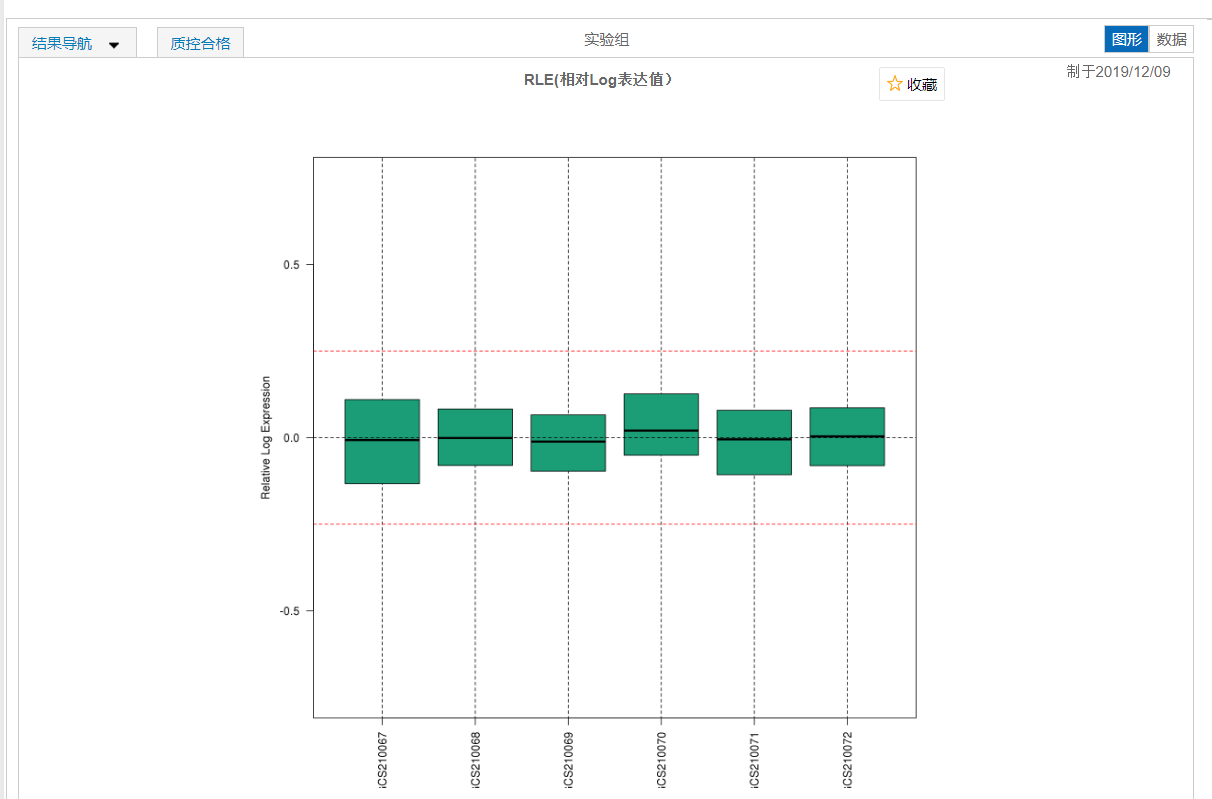 结果导航
质控合格
实验组
图形
数据
RLE(相对Log表达值）
收藏
制于2019/12/09
0.5
0.0
-0.5
Relative Log Expression
CS210067
CS210068
CS210069
CS210070
CS210071
CS210072